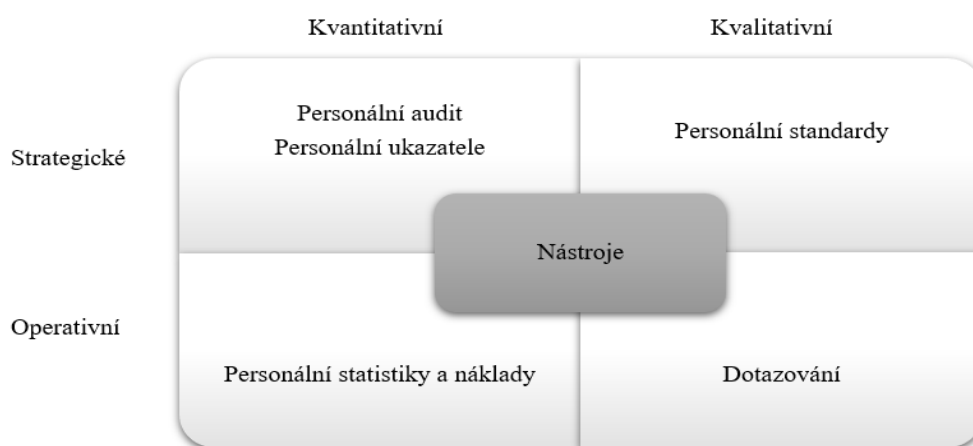 Kvantitativní Kvalitativní
Strategické
Personální audit
Personální ukazatele
Personální standardy
Nástroje
Operativní
Personální statistiky a náklady
Dotazování